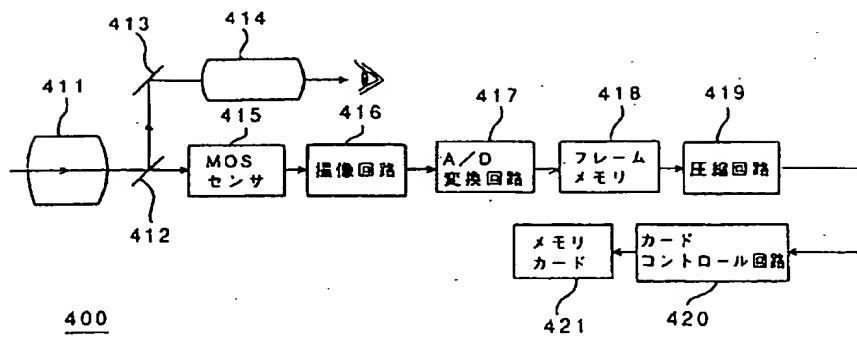 413
414
411
415
416
417
418
419
MOS
センサ
撮像回路
A/D
変換回路
フレーム
メモリ
圧縮回路
412
メモリ
カード
カード
コントロール回路
400
421
420